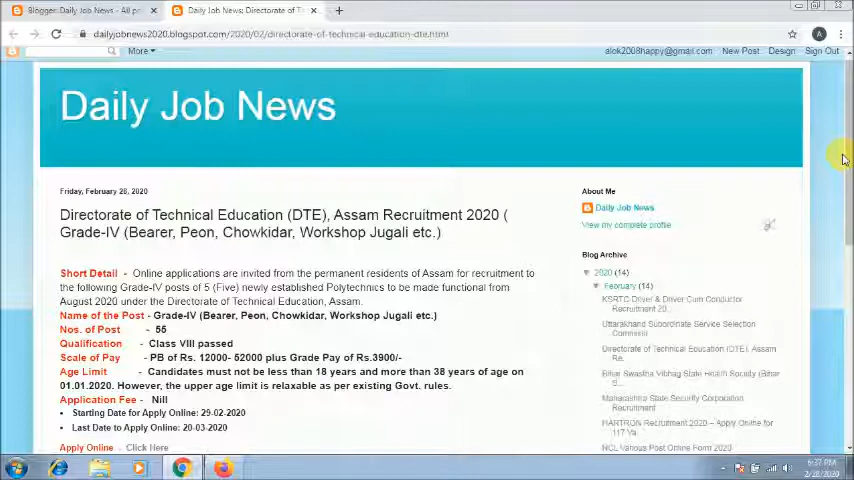 Blogger: Daily Job News - All po
Daily Job News: Directorate of T
dailyjobnews2020.blogspot.com/2020/02/directorate-of-technical-education-dte.html
A
More
alok2008happy@gmail.com New Post Design Sign Out
Daily Job News
Friday, February 28, 2020
Directorate of Technical Education (DTE), Assam Recruitment 2020 (
Grade-IV (Bearer, Peon, Chowkidar, Workshop Jugali etc.)
Short Detail - Online applications are invited from the permanent residents of Assam for recruitment to
the following Grade-IV posts of 5 (Five) newly established Polytechnics to be made functional from
August 2020 under the Directorate of Technical Education, Assam.
Name of the Post - Grade-IV (Bearer, Peon, Chowkidar, Workshop Jugali etc.)
Nos. of Post - 55
Qualification - Class VIII passed
Scale of Pay - PB of Rs. 12000- 52000 plus Grade Pay of Rs.3900/-
Age Limit - Candidates must not be less than 18 years and more than 38 years of age on
01.01.2020. However, the upper age limit is relaxable as per existing Govt. rules.
Application Fee - Nill
• Starting Date for Apply Online: 29-02-2020
• Last Date to Apply Online: 20-03-2020
Apply Online - Click Here
About Me
Daily Job News
View my complete profile
Blog Archive
▼ 2020 (14)
▼ February (14)
KSRTC Driver & Driver Cum Conductor
Recruitment 20...
Uttarakhand Subordinate Service Selection
Commissi...
Directorate of Technical Education (DTE), Assam
Re...
Bihar Swastha Vibhag State Health Society (Bihar
S...
Maharashtra State Security Corporation
Recruitment
HARTRON Recruitment 2020 – Apply Online for
117 Va...
NCL Various Post Online Form 2020
6:37 PM
2/28/2020